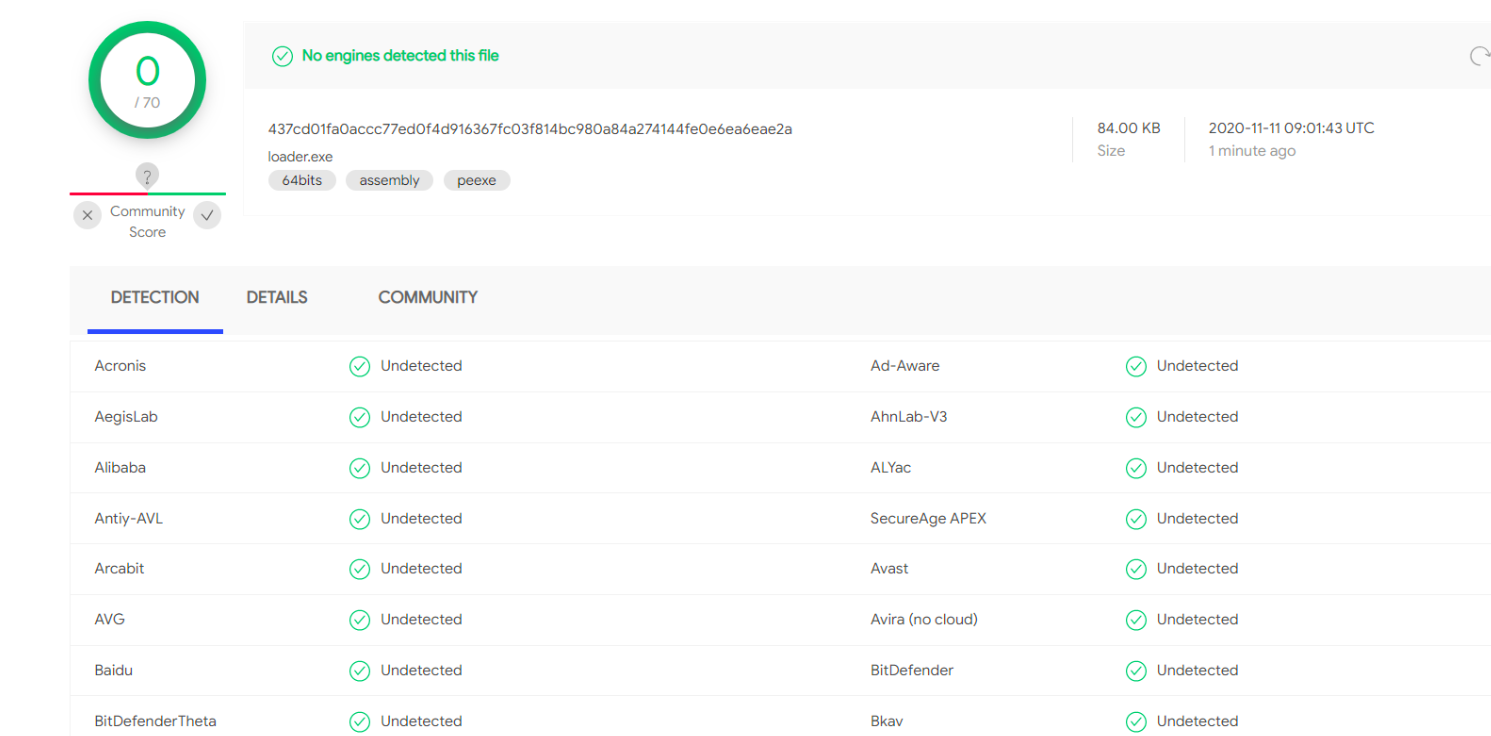 0
/ 70
No engines detected this file
437cd01fa0accc77ed0f4d916367fc03f814bc980a84a274144fe0e6ea6eae2a
loader.exe
64bits assembly peexe
84.00 KB
Size
2020-11-11 09:01:43 UTC
1 minute ago
?
Community
Score
DETECTION DETAILS COMMUNITY
Acronis Undetected Ad-Aware Undetected
AegisLab Undetected AhnLab-V3 Undetected
Alibaba Undetected ALYac Undetected
Antiy-AVL Undetected SecureAge APEX Undetected
Arcabit Undetected Avast Undetected
AVG Undetected Avira (no cloud) Undetected
Baidu Undetected BitDefender Undetected
BitDefenderTheta Undetected Bkav Undetected